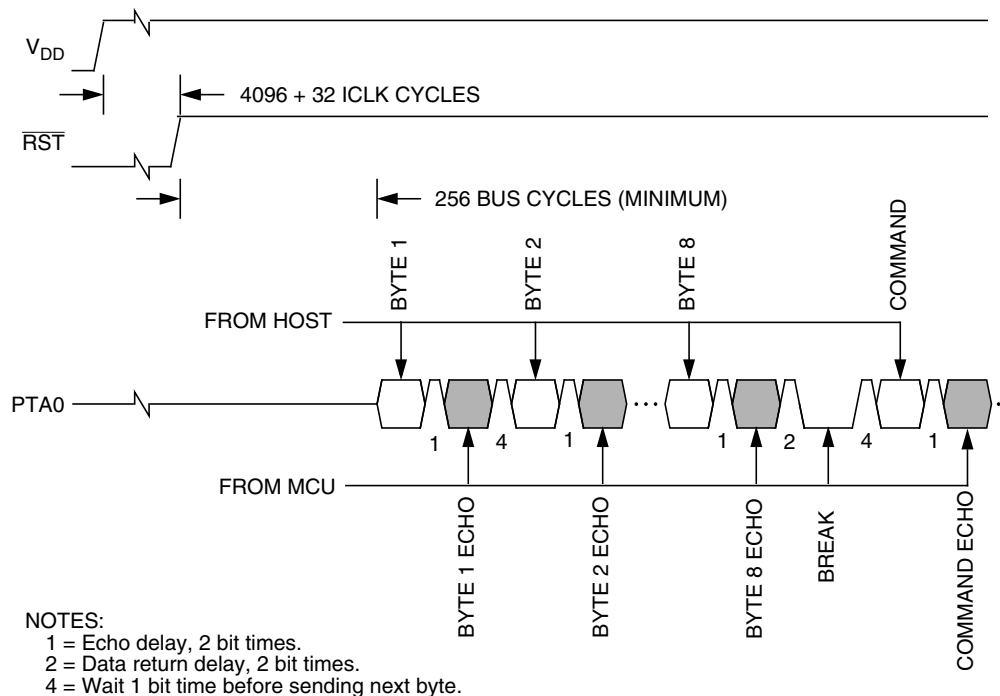 VDD
4096 + 32 ICLK CYCLES
RST
256 BUS CYCLES (MINIMUM)
BYTE 1
BYTE 2
BYTE 8
COMMAND
FROM HOST
PTA0
1
4
1
1
2
4
1
FROM MCU
BYTE 1 ECHO
BYTE 2 ECHO
BYTE 8 ECHO
BREAK
COMMAND ECHO
NOTES:
1 = Echo delay, 2 bit times.
2 = Data return delay, 2 bit times.
4 = Wait 1 bit time before sending next byte.